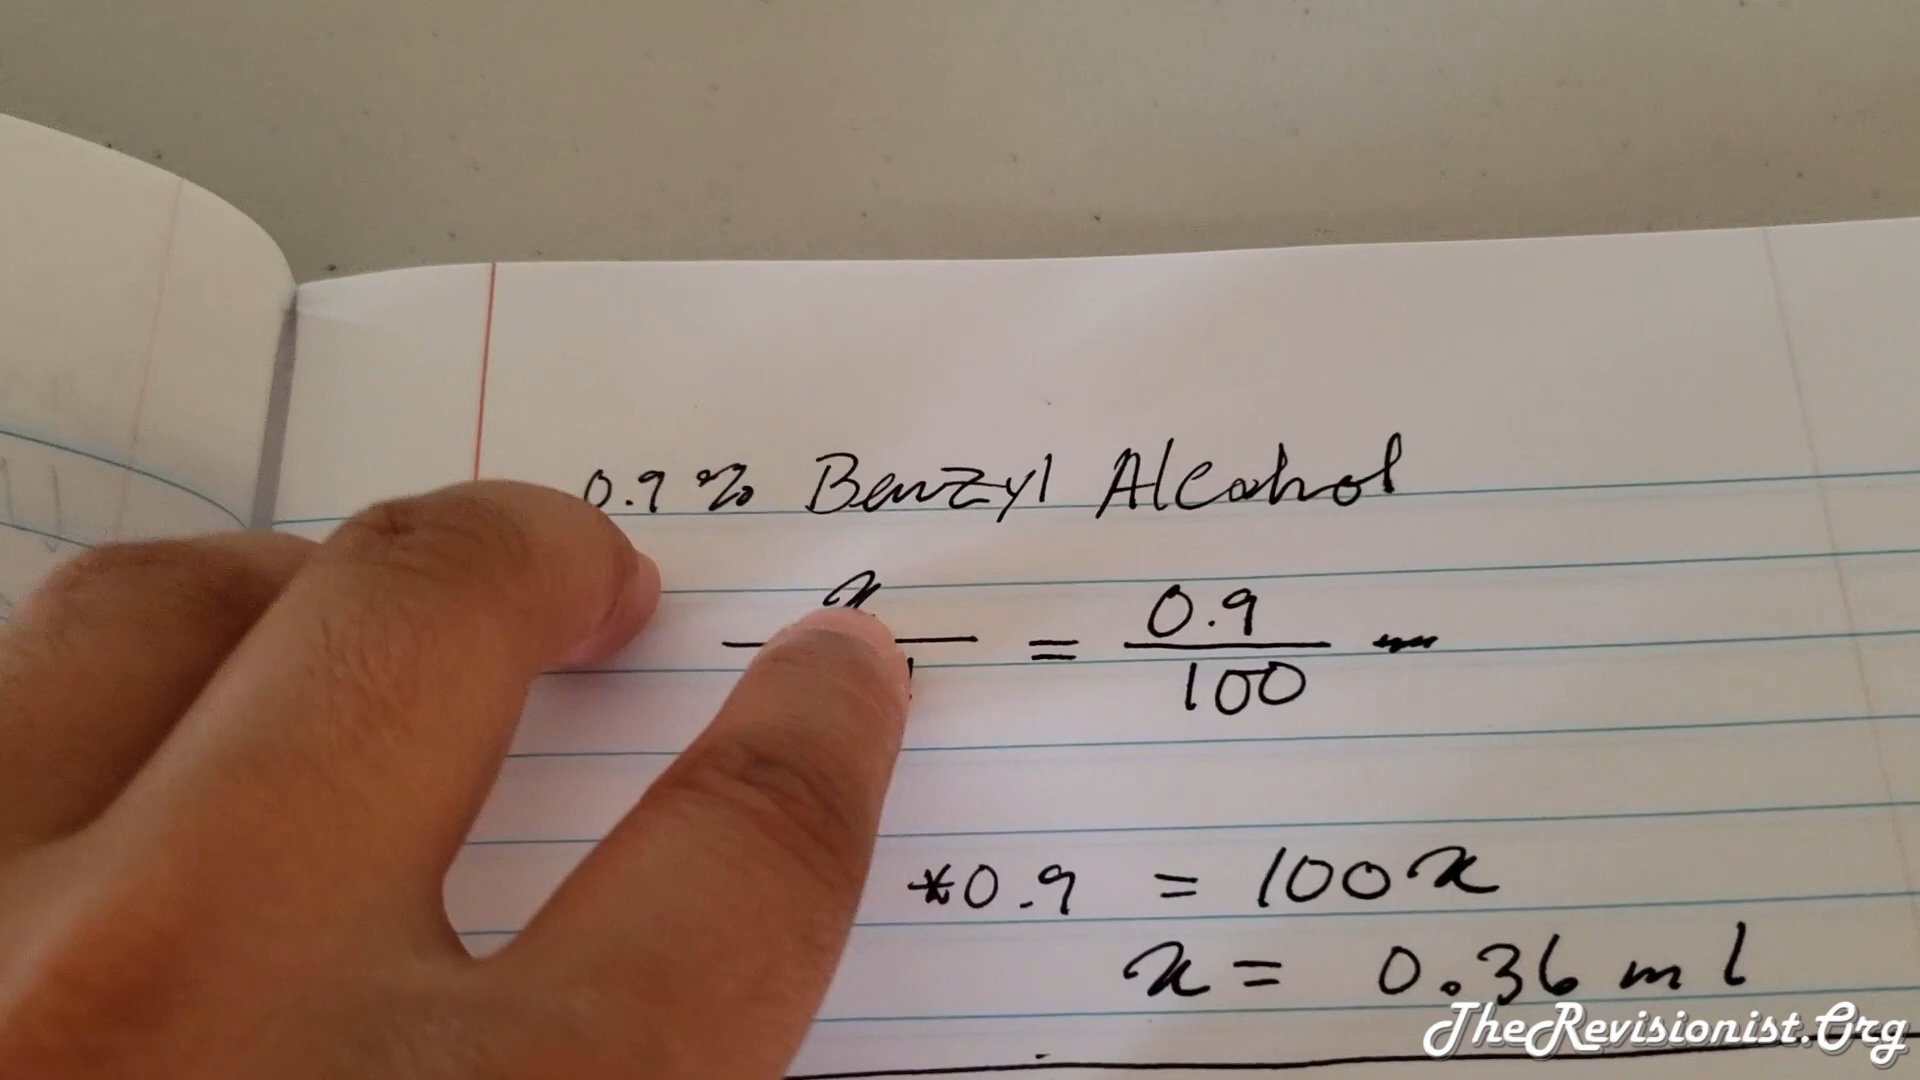 0.9 % Benzyl Alcohol
x = 0.9
100
*0.9 = 100x
x = 0.36 ml
TheRevisionist.Org